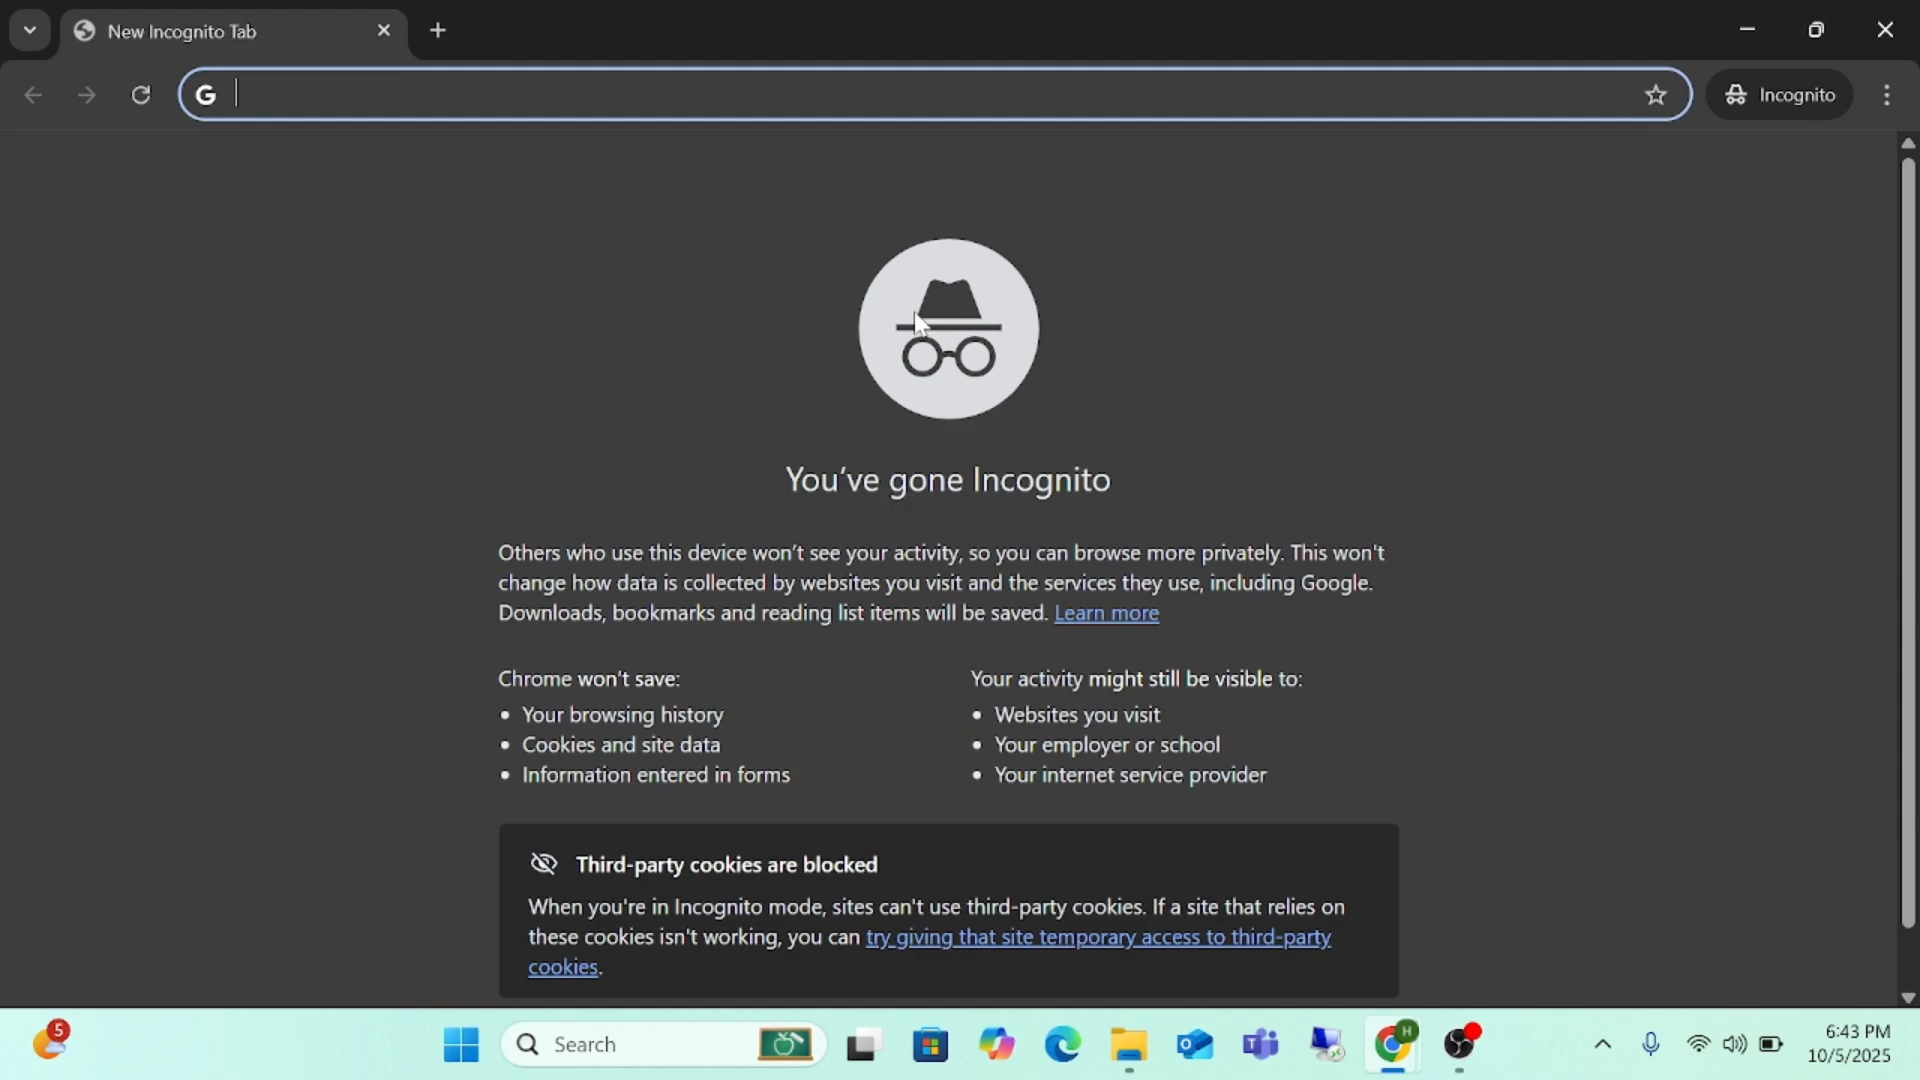 New Incognito Tab
G
Incognito
You've gone Incognito
Others who use this device won't see your activity, so you can browse more privately. This won't
change how data is collected by websites you visit and the services they use, including Google.
Downloads, bookmarks and reading list items will be saved. Learn more
Chrome won't save:
• Your browsing history
• Cookies and site data
• Information entered in forms
Your activity might still be visible to:
• Websites you visit
• Your employer or school
• Your internet service provider
Third-party cookies are blocked
When you're in Incognito mode, sites can't use third-party cookies. If a site that relies on
these cookies isn't working, you can try giving that site temporary access to third-party
cookies.
5
Search
H
6:43 PM
10/5/2025